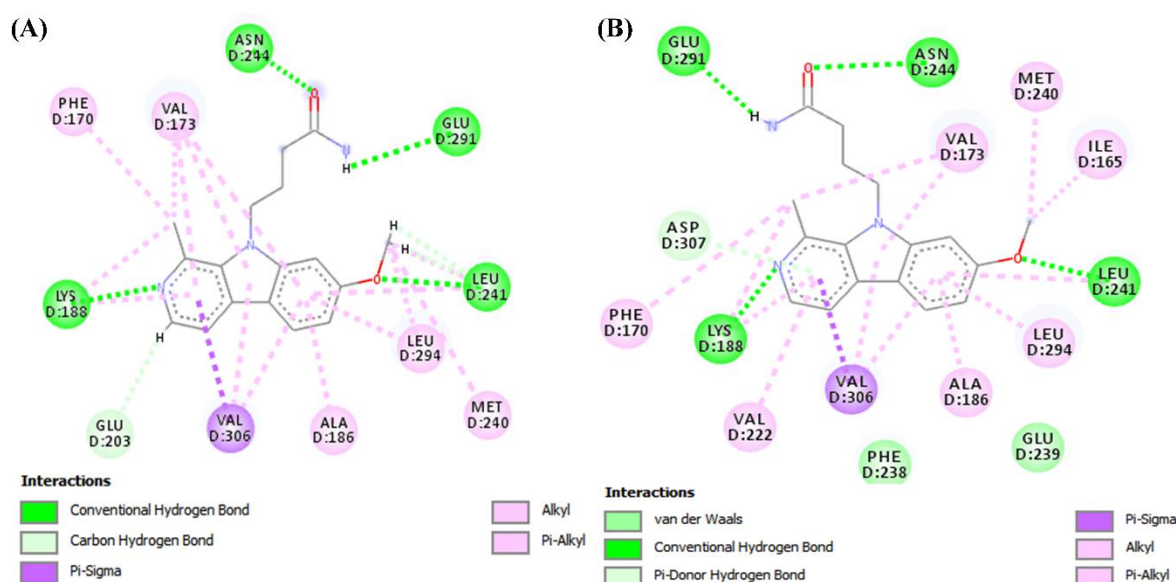 (A)
ASN
D:244
PHE
D:170
VAL
D:173
O
GLU
D:291
N
H
N
H
H
O
LEU
D:241
LYS
D:188
N
H
LEU
D:294
MET
D:240
GLU
D:203
VAL
D:306
ALA
D:186
Interactions
Conventional Hydrogen Bond
Carbon Hydrogen Bond
Pi-Sigma
Alkyl
Pi-Alkyl
(B)
GLU
D:291
O
ASN
D:244
MET
D:240
H
N
VAL
D:173
ILE
D:165
ASP
D:307
N
O
LEU
D:241
N
PHE
D:170
LYS
D:188
LEU
D:294
VAL
D:306
ALA
D:186
VAL
D:222
PHE
D:238
GLU
D:239
Interactions
van der Waals
Conventional Hydrogen Bond
Pi-Donor Hydrogen Bond
Pi-Sigma
Alkyl
Pi-Alkyl